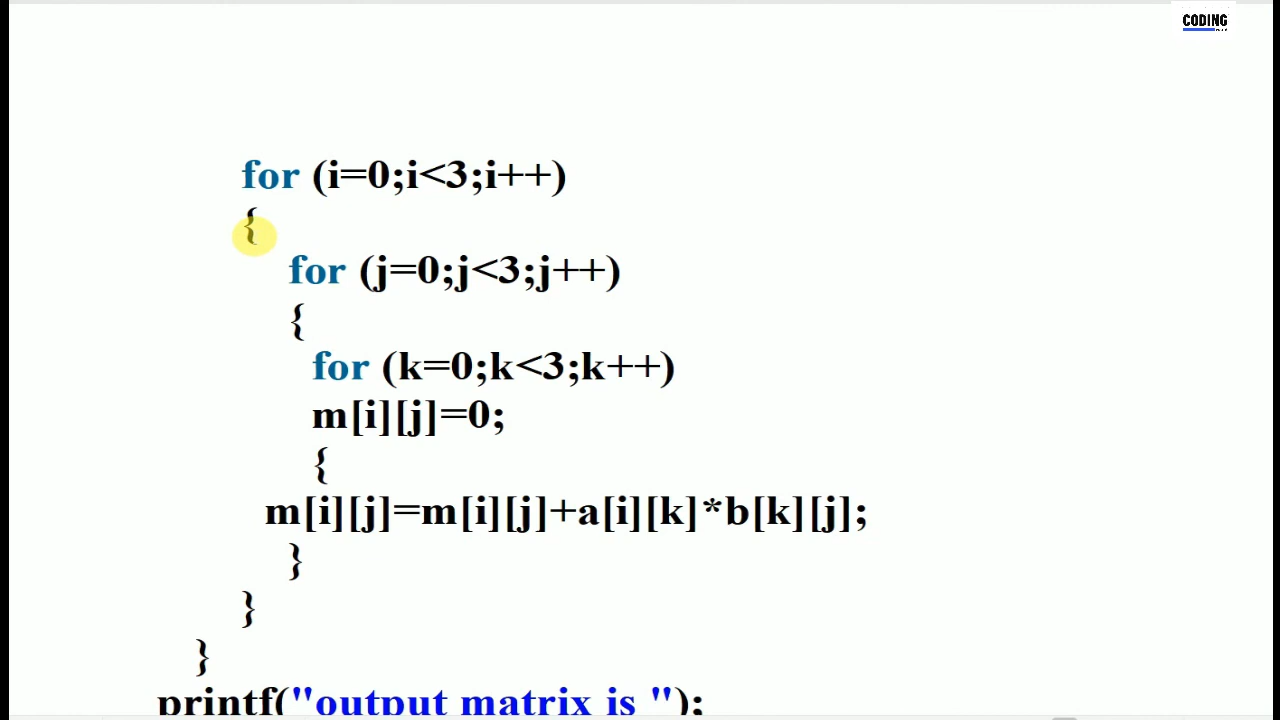 CODING
for (i=0;i<3;i++)
{
for (j=0;j<3;j++)
{
for (k=0;k<3;k++)
m[i][j]=0;
{
m[i][j]=m[i][j]+a[i][k]*b[k][j];
}
}
}
printf("output matrix is ");